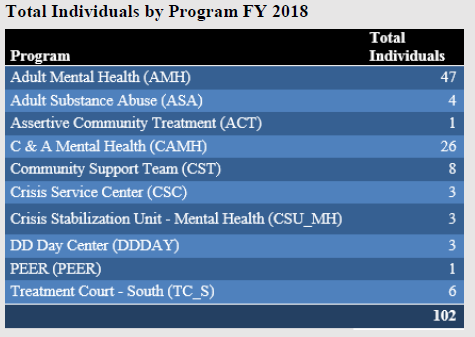 Total Individuals by Program FY 2018
Program Total Individuals
Adult Mental Health (AMH) 47
Adult Substance Abuse (ASA) 4
Assertive Community Treatment (ACT) 1
C & A Mental Health (CAMH) 26
Community Support Team (CST) 8
Crisis Service Center (CSC) 3
Crisis Stabilization Unit - Mental Health (CSU_MH) 3
DD Day Center (DDDAY) 3
PEER (PEER) 1
Treatment Court - South (TC_S) 6
102